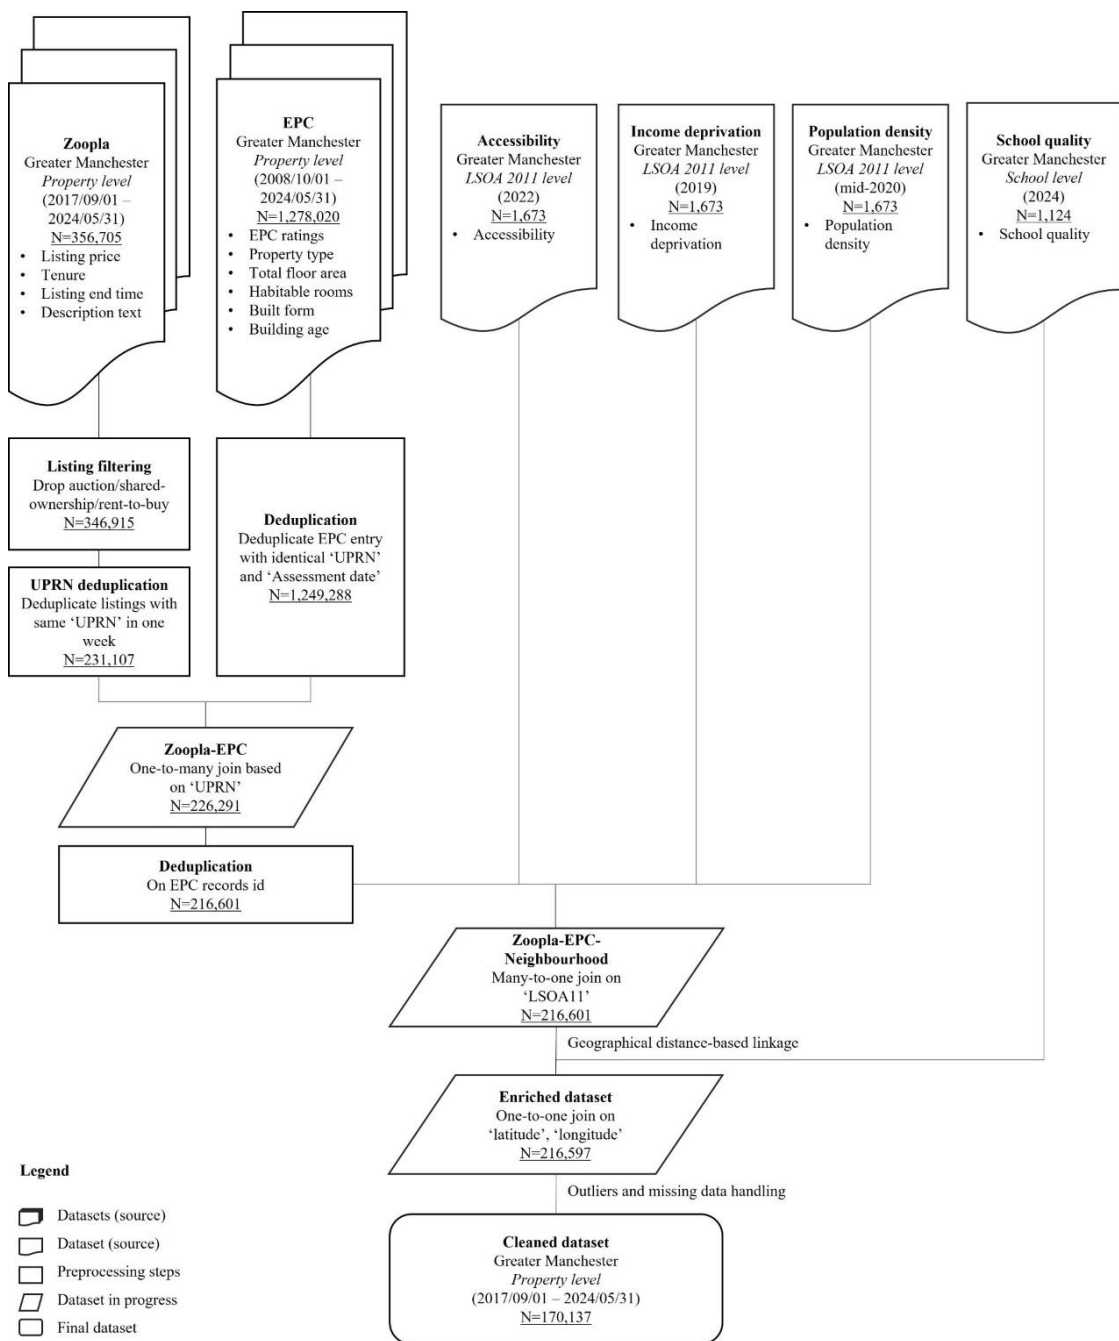 Zoopla
Greater Manchester
Property level
(2017/09/01 –
2024/05/31)
N=356,705
• Listing price
• Tenure
• Listing end time
• Description text
EPC
Greater Manchester
Property level
(2008/10/01 –
2024/05/31)
N=1,278,020
• EPC ratings
• Property type
• Total floor area
• Habitable rooms
• Built form
• Building age
Accessibility
Greater Manchester
LSOA 2011 level
(2022)
N=1,673
• Accessibility
Income deprivation
Greater Manchester
LSOA 2011 level
(2019)
N=1,673
• Income
deprivation
Population density
Greater Manchester
LSOA 2011 level
(mid-2020)
N=1,673
• Population
density
School quality
Greater Manchester
School level
(2024)
N=1,124
• School quality
Listing filtering
Drop auction/shared-
ownership/rent-to-buy
N=346,915
UPRN deduplication
Deduplicate listings with
same ‘UPRN’ in one
week
N=231,107
Deduplication
Deduplicate EPC entry
with identical ‘UPRN’
and ‘Assessment date’
N=1,249,288
Zoopla-EPC
One-to-many join based
on ‘UPRN’
N=226,291
Deduplication
On EPC records id
N=216,601
Zoopla-EPC-
Neighbourhood
Many-to-one join on
‘LSOA11’
N=216,601
Geographical distance-based linkage
Enriched dataset
One-to-one join on
‘latitude’, ‘longitude’
N=216,597
Outliers and missing data handling
Cleaned dataset
Greater Manchester
Property level
(2017/09/01 – 2024/05/31)
N=170,137
Legend
Datasets (source)
Dataset (source)
Preprocessing steps
Dataset in progress
Final dataset